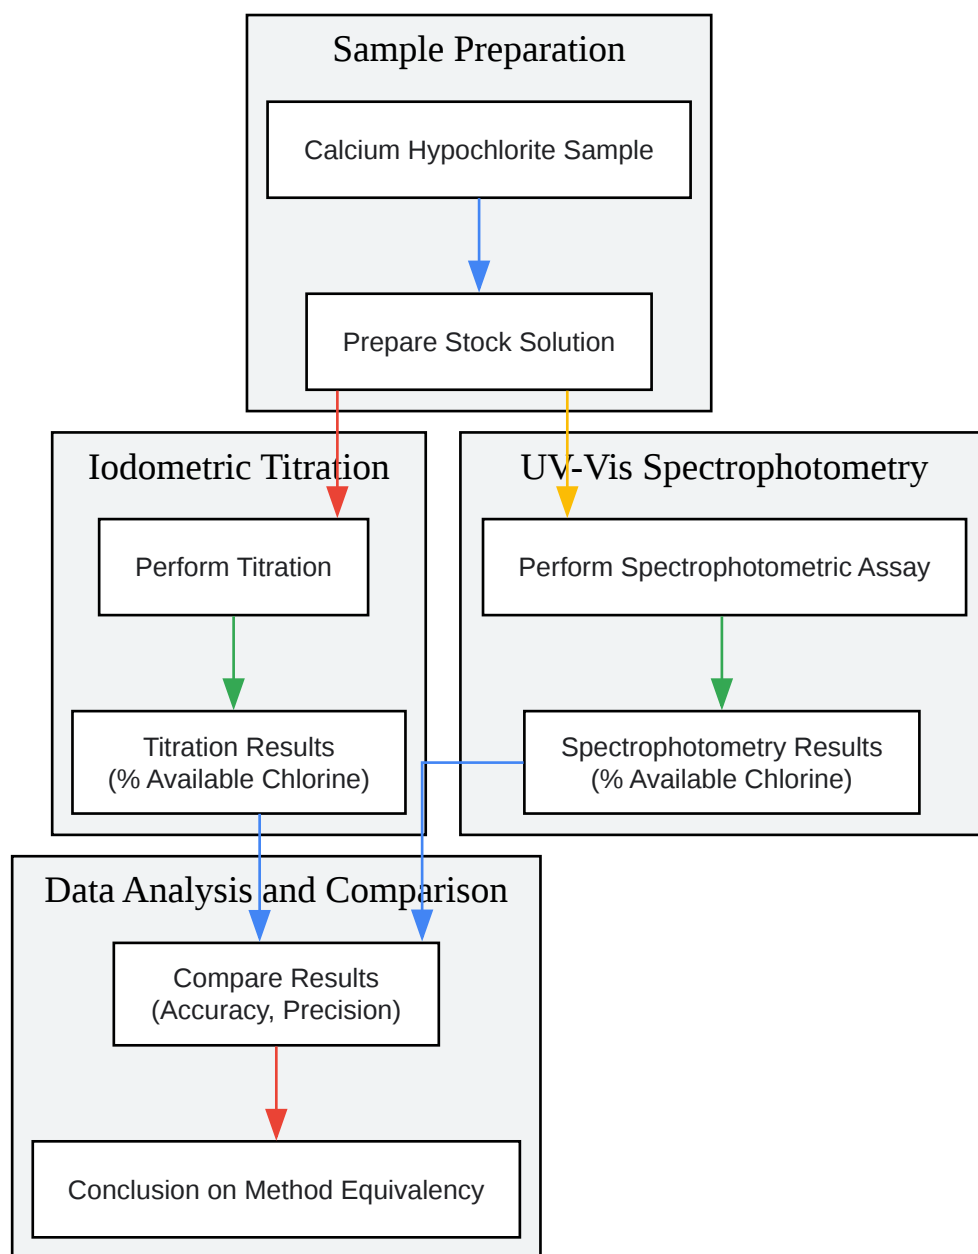 Sample Preparation
Calcium Hypochlorite Sample
Prepare Stock Solution
Iodometric Titration
Perform Titration
Titration Results
(% Available Chlorine)
UV-Vis Spectrophotometry
Perform Spectrophotometric Assay
Spectrophotometry Results
(% Available Chlorine)
Data Analysis and Comparison
Compare Results
(Accuracy, Precision)
Conclusion on Method Equivalency